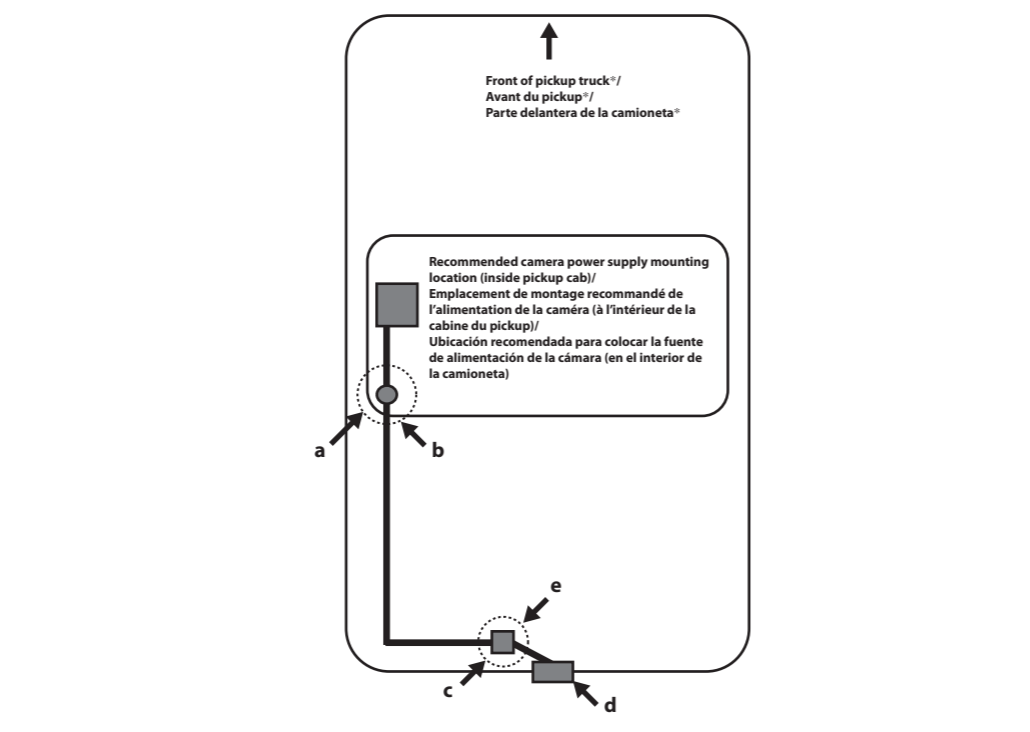 Front of pickup truck*/
Avant du pickup*/
Parte delantera de la camioneta*
Recommended camera power supply mounting
location (inside pickup cab)/
Emplacement de montage recommandé de
l’alimentation de la caméra (à l’intérieur de la
cabine du pickup)/
Ubicación recomendada para colocar la fuente
de alimentación de la cámara (en el interior de
la camioneta)
a
b
e
c
d